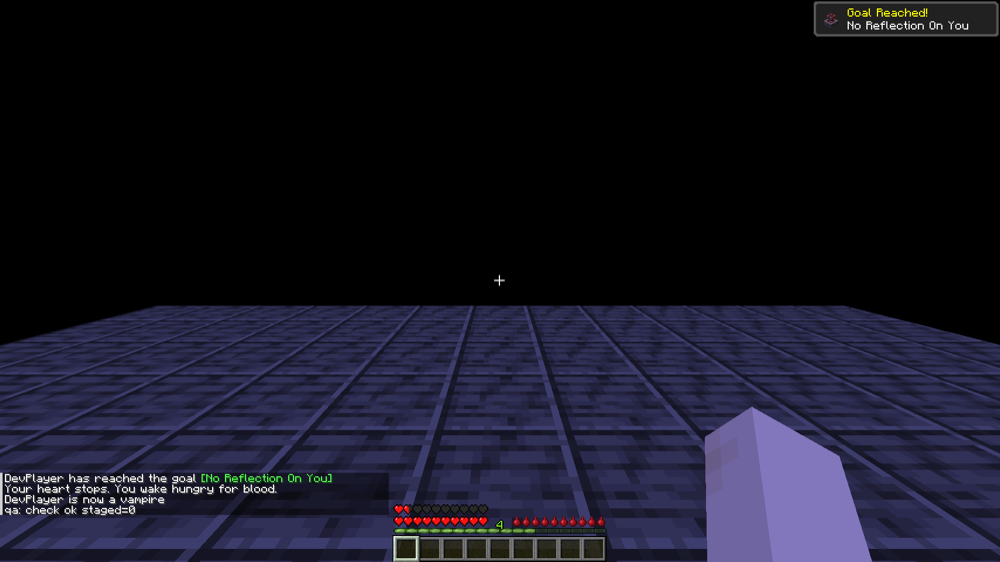 Goal Reached!
No Reflection On You
DevPlayer has reached the goal [No Reflection On You]
Your heart stops. You wake hungry for blood.
DevPlayer is now a vampire
qa: check ok staged=0
4